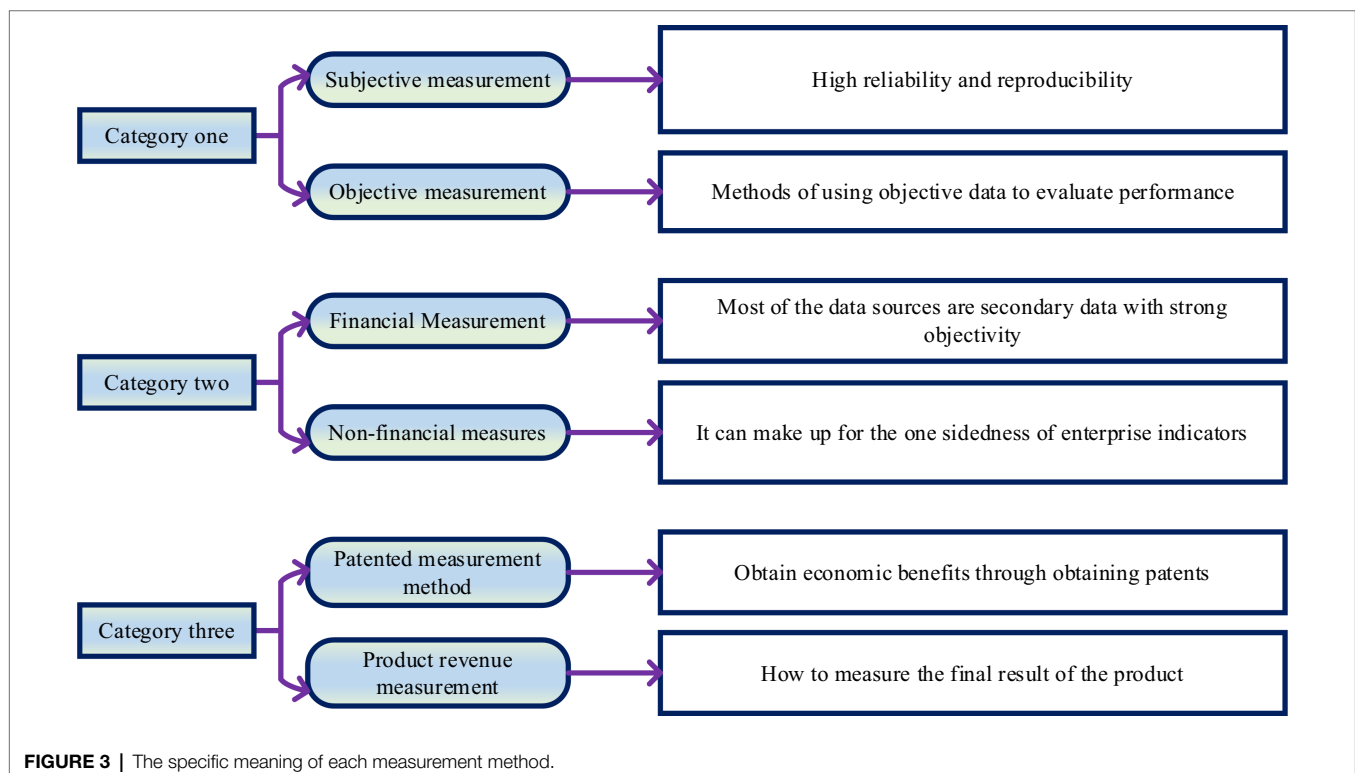 Category one
Subjective measurement
High reliability and reproducibility
Objective measurement
Methods of using objective data to evaluate performance
Category two
Financial Measurement
Most of the data sources are secondary data with strong
objectivity
Non-financial measures
It can make up for the one sidedness of enterprise indicators
Category three
Patented measurement
method
Obtain economic benefits through obtaining patents
Product revenue
measurement
How to measure the final result of the product
FIGURE 3 | The specific meaning of each measurement method.